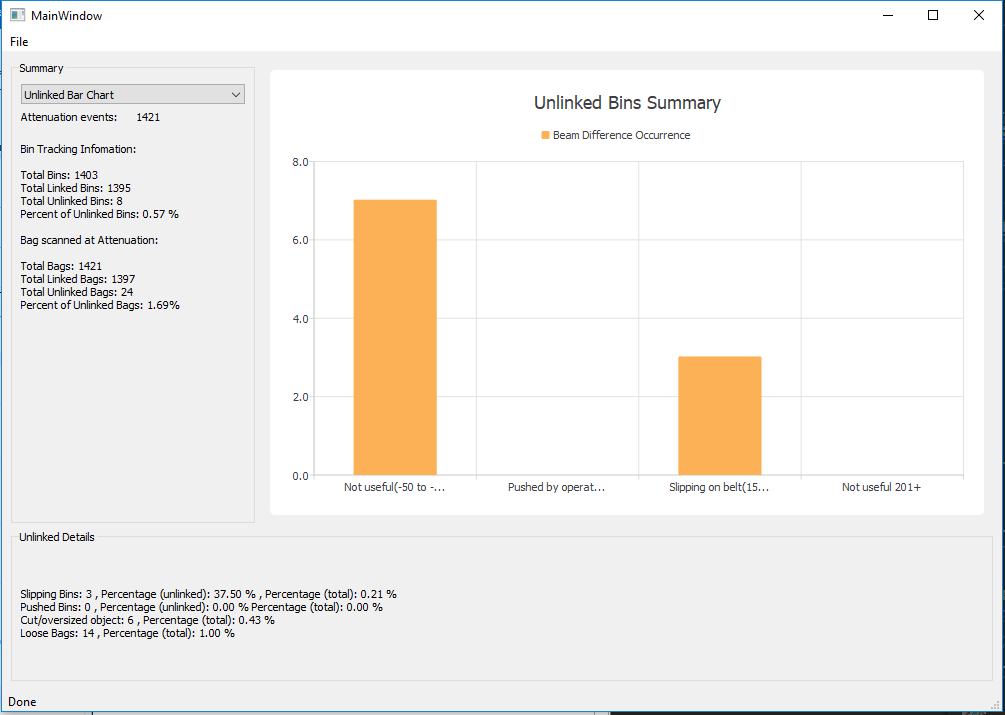 MainWindow
File
Summary
Unlinked Bar Chart
Attenuation events: 1421
Bin Tracking Infomation:
Total Bins: 1403
Total Linked Bins: 1395
Total Unlinked Bins: 8
Percent of Unlinked Bins: 0.57 %
Bag scanned at Attenuation:
Total Bags: 1421
Total Linked Bags: 1397
Total Unlinked Bags: 24
Percent of Unlinked Bags: 1.69%
Unlinked Bins Summary
Beam Difference Occurrence
8.0
6.0
4.0
2.0
0.0
Not useful(-50 to -...
Pushed by operat...
Slipping on belt(15...
Not useful 201+
Unlinked Details
Slipping Bins: 3 , Percentage (unlinked): 37.50 % , Percentage (total): 0.21 %
Pushed Bins: 0 , Percentage (unlinked): 0.00 % Percentage (total): 0.00 %
Cut/oversized object: 6 , Percentage (total): 0.43 %
Loose Bags: 14 , Percentage (total): 1.00 %
Done